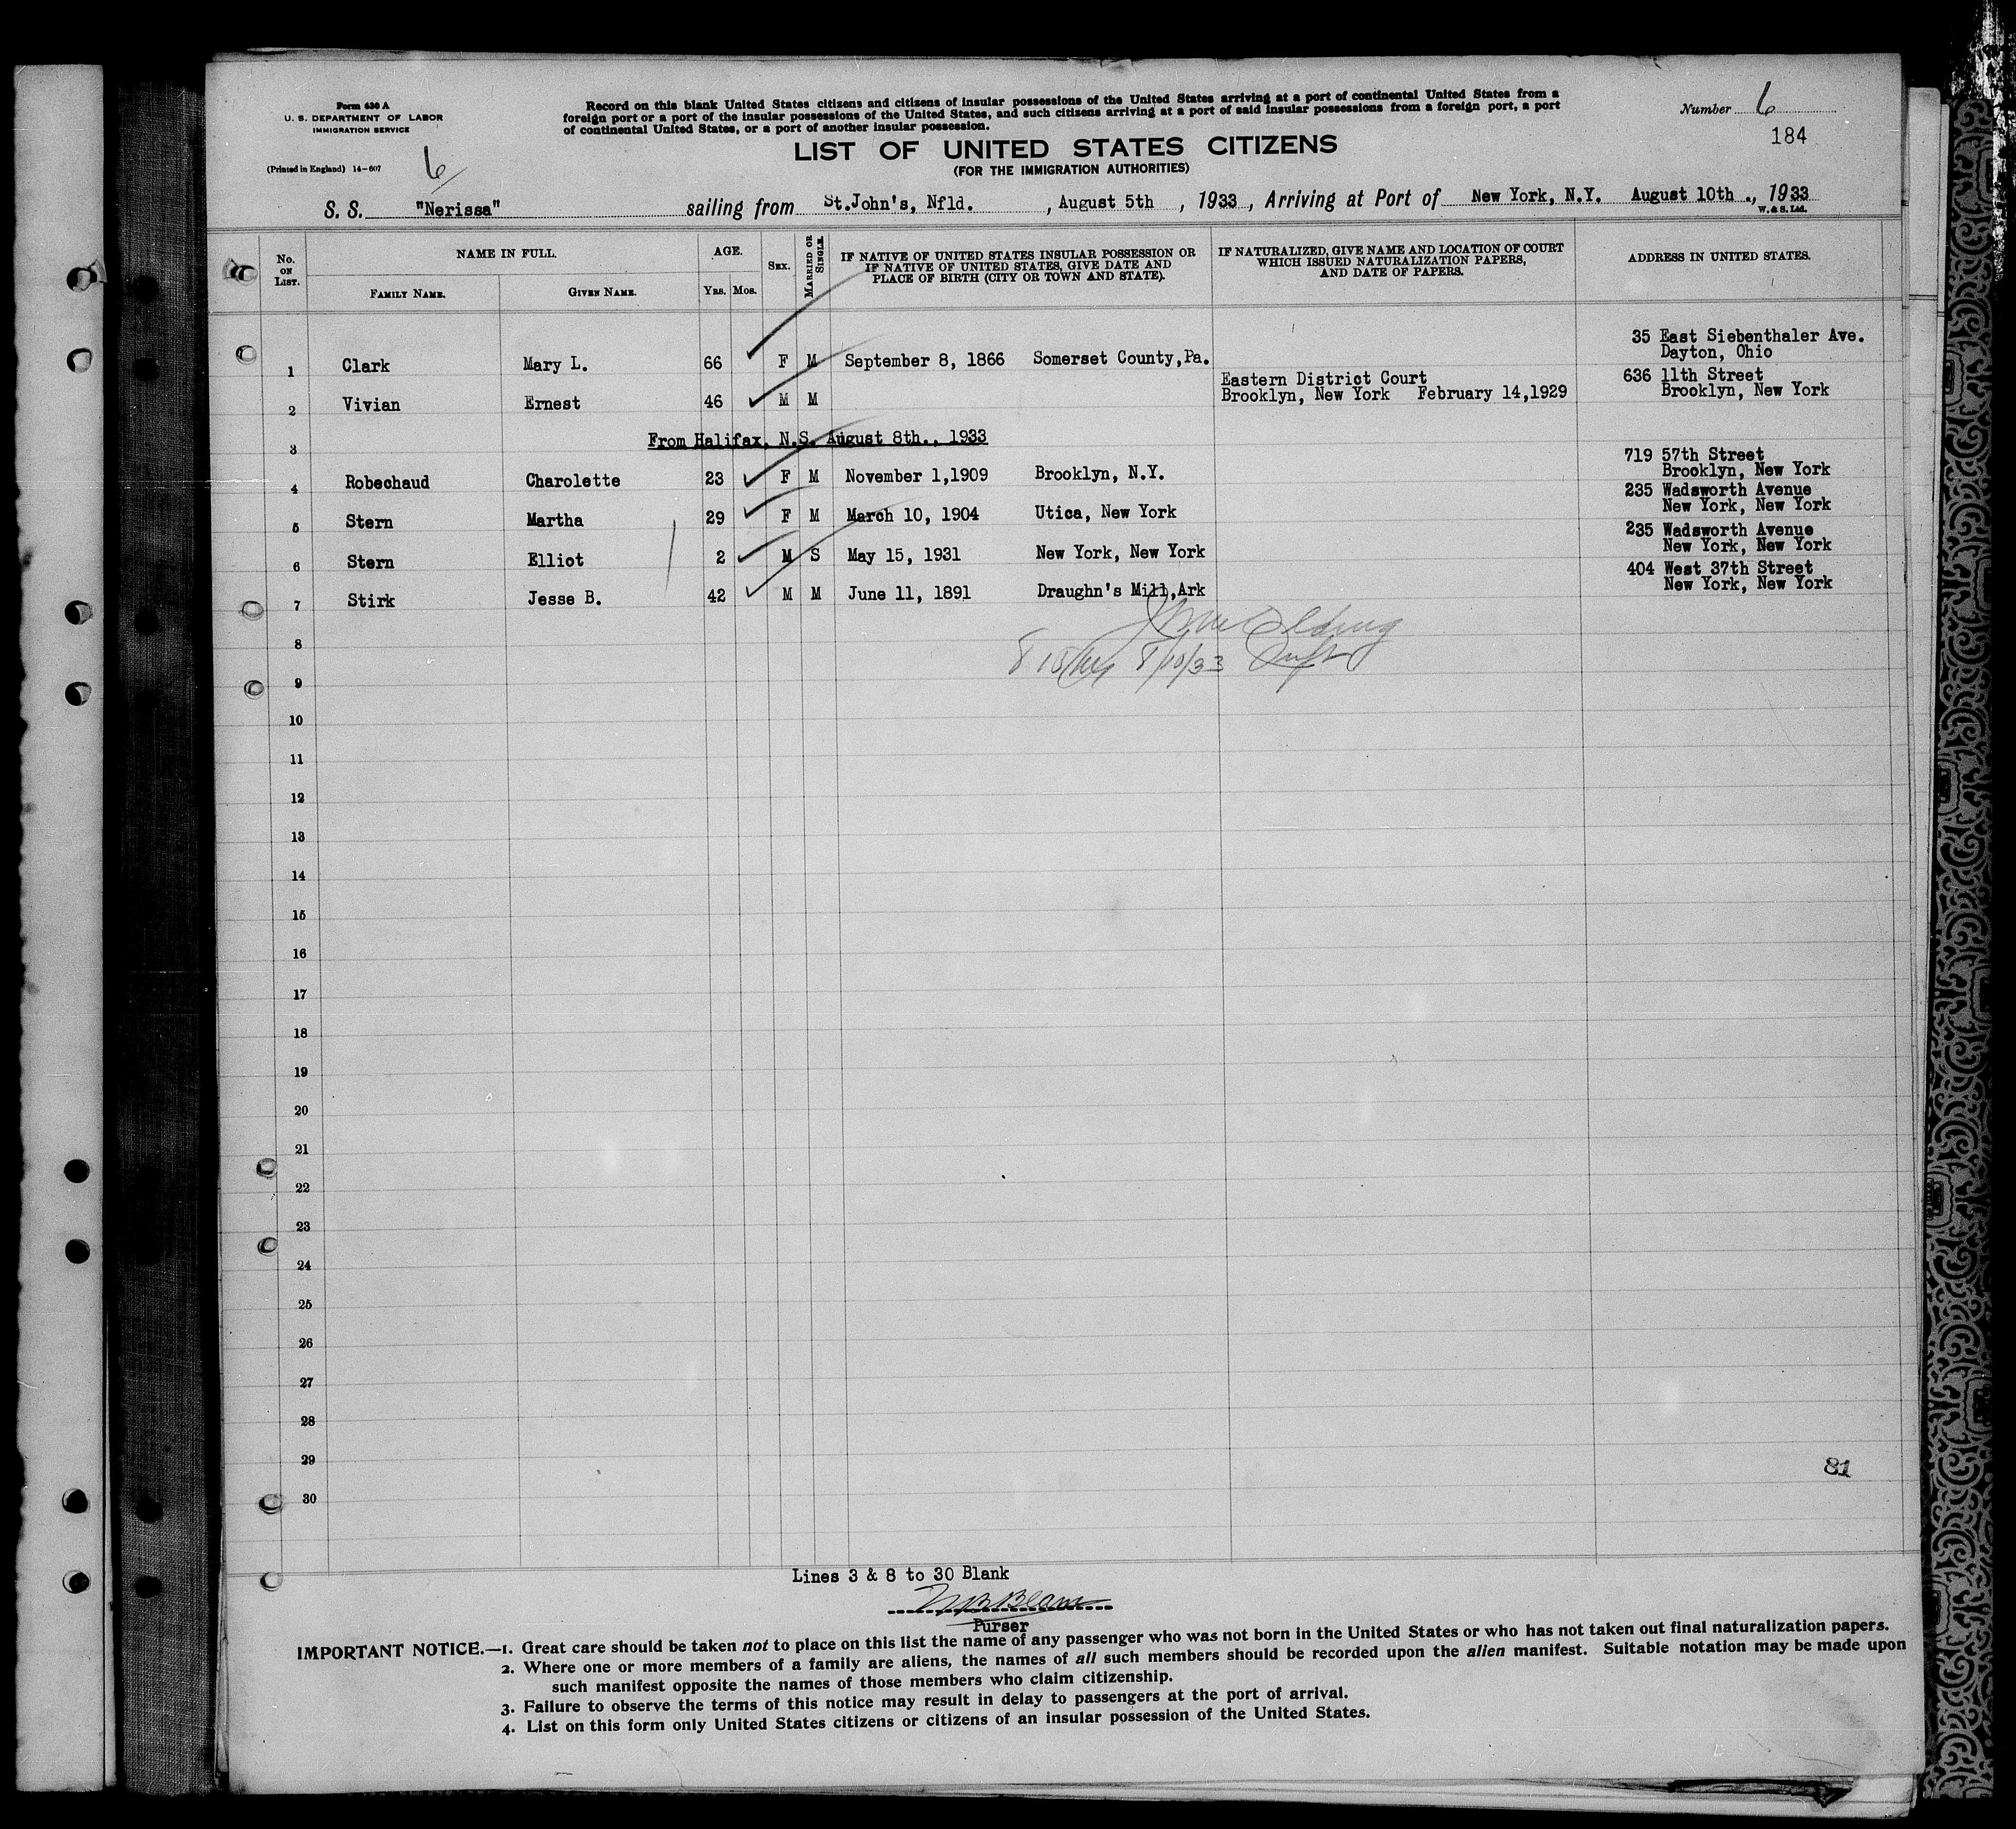 Form 630 A
U. S. DEPARTMENT OF LABOR
IMMIGRATION SERVICE
(Printed in England) 14-607
6
Record on this blank United States citizens and citizens of insular possessions of the United States arriving at a port of continental United States from a
foreign port or a port of the insular possessions of the United States, and such citizens arriving at a port of said insular possessions from a foreign port, a port
of continental United States, or a port of another insular possession.
Number 6
184
LIST OF UNITED STATES CITIZENS
(FOR THE IMMIGRATION AUTHORITIES)
S. S. "Nerissa" sailing from St.John's, Nfld. , August 5th , 1933, Arriving at Port of New York, N.Y. August 10th ., 1933
W. & S. Ltd.
No. ON LIST. NAME IN FULL. AGE. SEX. MARRIED OR SINGLE. IF NATIVE OF UNITED STATES INSULAR POSSESSION OR IF NATIVE OF UNITED STATES, GIVE DATE AND PLACE OF BIRTH (CITY OR TOWN AND STATE). IF NATURALIZED, GIVE NAME AND LOCATION OF COURT WHICH ISSUED NATURALIZATION PAPERS, AND DATE OF PAPERS. ADDRESS IN UNITED STATES.
FAMILY NAME. GIVEN NAME. YRS. MOS.
1 Clark Mary L. 66 F M September 8, 1866 Somerset County,Pa. 35 East Siebenthaler Ave.
Dayton, Ohio
2 Vivian Ernest 46 M M Eastern District Court 636 11th Street
Brooklyn, New York February 14,1929 Brooklyn, New York
3 From Halifax, N.S. August 8th., 1933
4 Robechaud Charolette 23 F M November 1,1909 Brooklyn, N.Y. 719 57th Street
Brooklyn, New York
5 Stern Martha 29 F M March 10, 1904 Utica, New York 235 Wadsworth Avenue
New York, New York
6 Stern Elliot 2 M S May 15, 1931 New York, New York 235 Wadsworth Avenue
New York, New York
7 Stirk Jesse B. 42 M M June 11, 1891 Draughn's Mill,Ark 404 West 37th Street
New York, New York
8 8/10/33
9
10
11
12
13
14
15
16
17
18
19
20
21
22
23
24
25
26
27
28
29
81
30
Lines 3 & 8 to 30 Blank
Purser
IMPORTANT NOTICE.—1. Great care should be taken not to place on this list the name of any passenger who was not born in the United States or who has not taken out final naturalization papers.
2. Where one or more members of a family are aliens, the names of all such members should be recorded upon the alien manifest. Suitable notation may be made upon
such manifest opposite the names of those members who claim citizenship.
3. Failure to observe the terms of this notice may result in delay to passengers at the port of arrival.
4. List on this form only United States citizens or citizens of an insular possession of the United States.